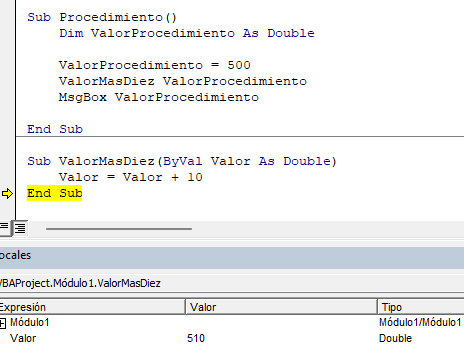 Sub Procedimiento()
Dim ValorProcedimiento As Double
ValorProcedimiento = 500
ValorMasDiez ValorProcedimiento
MsgBox ValorProcedimiento
End Sub
Sub ValorMasDiez(ByVal Valor As Double)
Valor = Valor + 10
End Sub
ocales
/BAProject.Módulo1.ValorMasDiez
Expresión Valor Tipo
Módulo1 Módulo1/Módulo1
Valor 510 Double